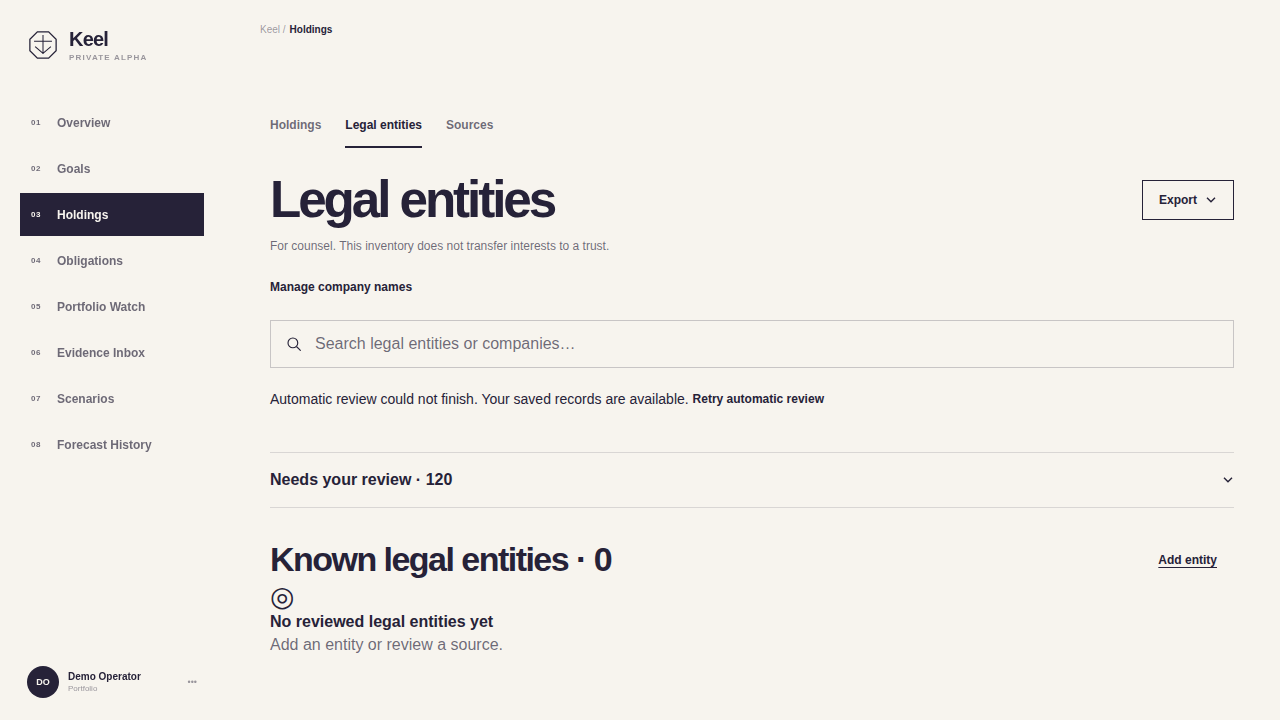 Keel
PRIVATE ALPHA
01 Overview
02 Goals
03 Holdings
04 Obligations
05 Portfolio Watch
06 Evidence Inbox
07 Scenarios
08 Forecast History
DO
Demo Operator
Portfolio
Keel / Holdings
Holdings Legal entities Sources
Legal entities
Export
For counsel. This inventory does not transfer interests to a trust.
Manage company names
Search legal entities or companies…
Automatic review could not finish. Your saved records are available. Retry automatic review
Needs your review · 120
Known legal entities · 0
Add entity
No reviewed legal entities yet
Add an entity or review a source.